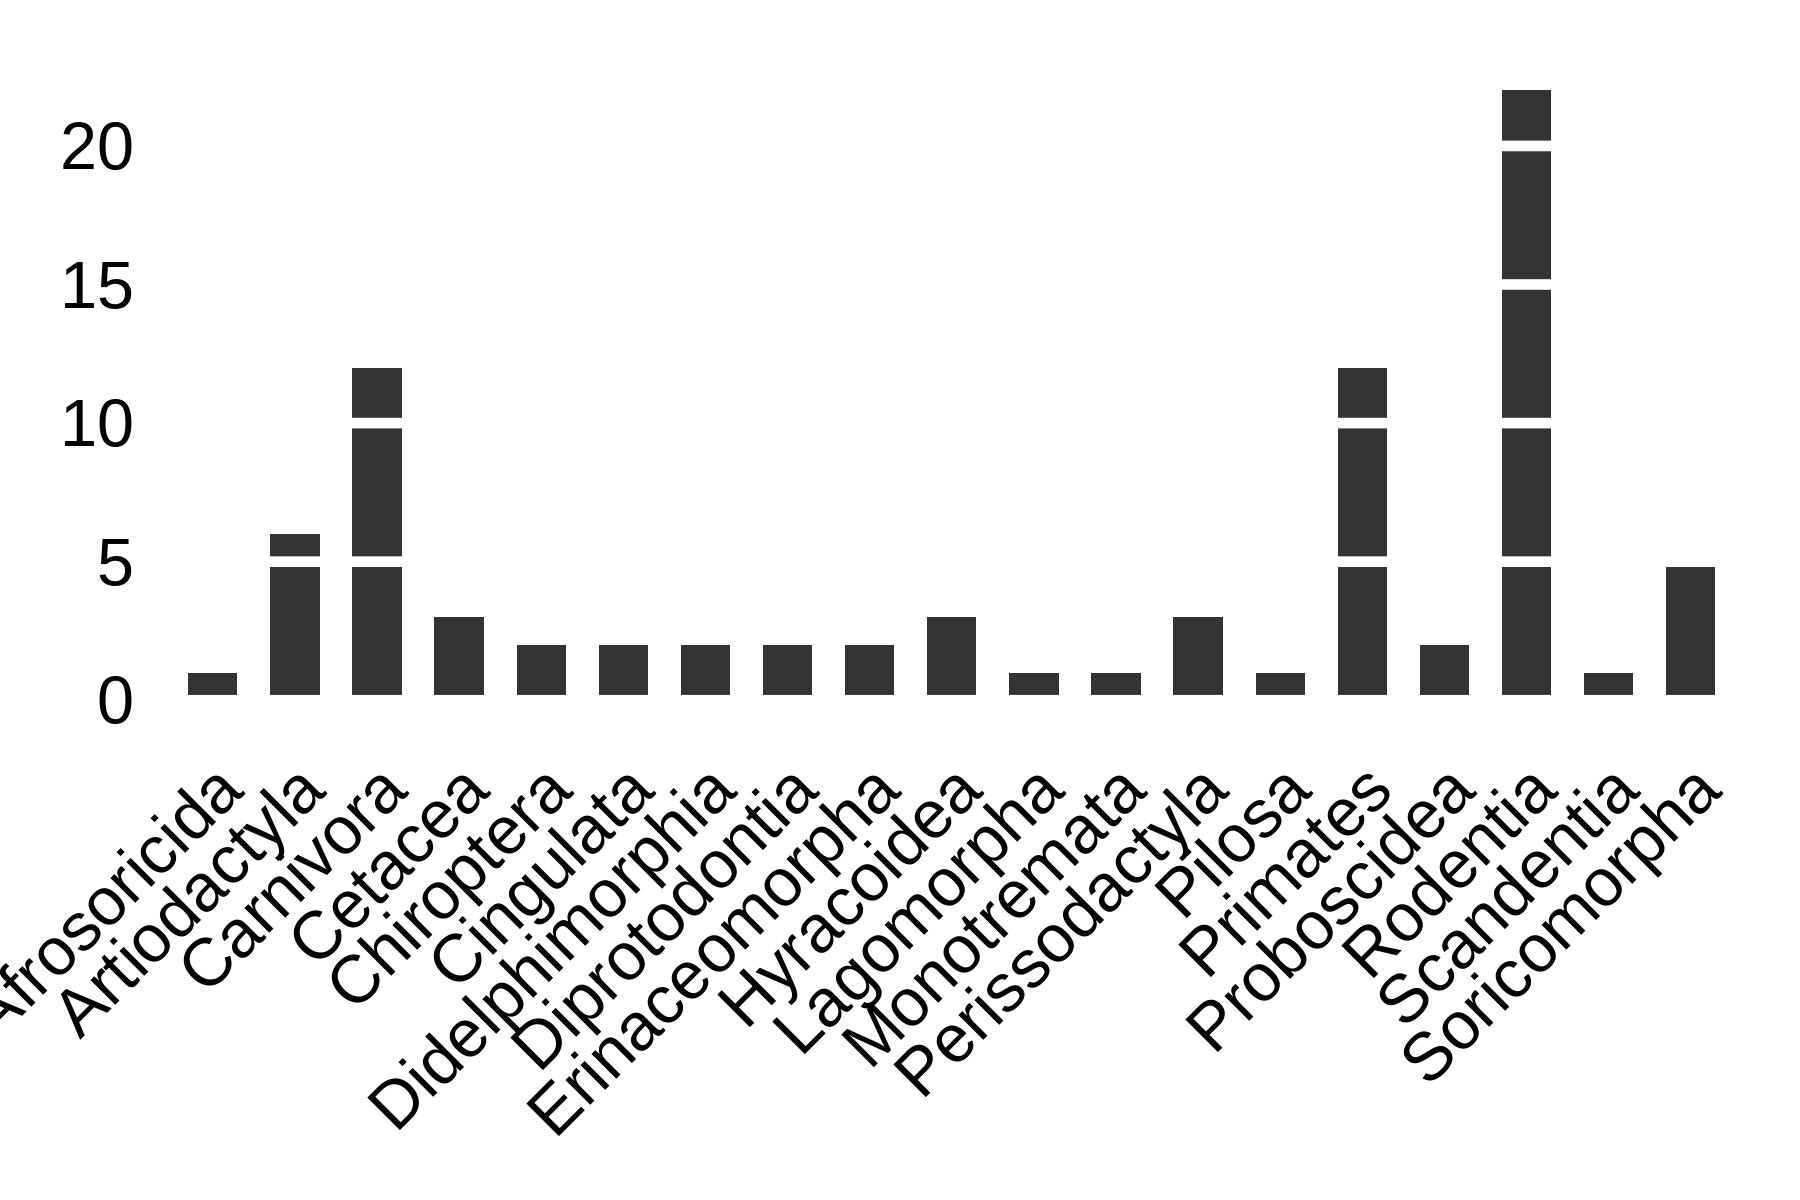 20
15
10
5
0
Afrosoricida
Artiodactyla
Carnivora
Cetacea
Chiroptera
Cingulata
Didelphimorphia
Diprotodontia
Erinaceomorpha
Hyracoidea
Lagomorpha
Monotremata
Perissodactyla
Pilosa
Primates
Proboscidea
Rodentia
Scandentia
Soricomorpha